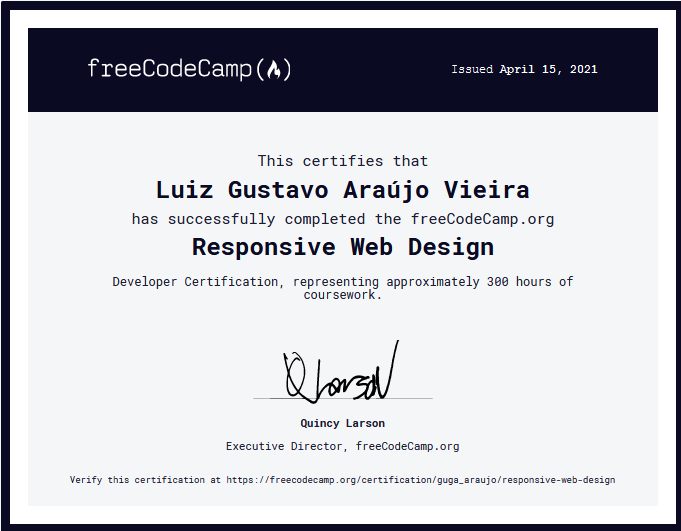 freeCodeCamp(🔥)
Issued April 15, 2021
This certifies that
Luiz Gustavo Araújo Vieira
has successfully completed the freeCodeCamp.org
Responsive Web Design
Developer Certification, representing approximately 300 hours of
coursework.
Q Larson
Quincy Larson
Executive Director, freeCodeCamp.org
Verify this certification at https://freecodecamp.org/certification/guga_araujo/responsive-web-design